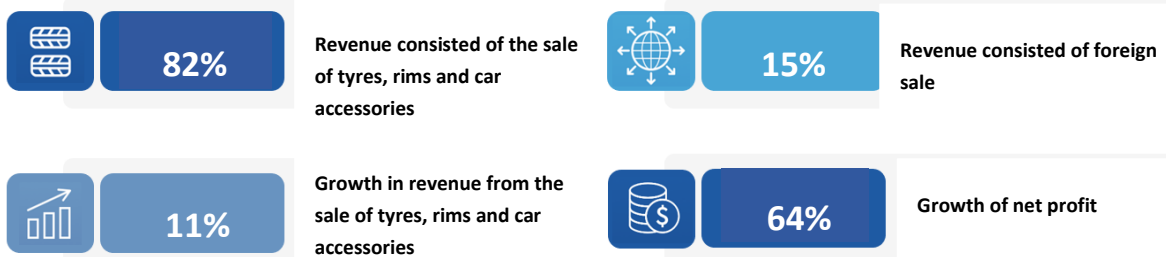 82%
Revenue consisted of the sale
of tyres, rims and car
accessories
15%
Revenue consisted of foreign
sale
11%
Growth in revenue from the
sale of tyres, rims and car
accessories
$
64%
Growth of net profit